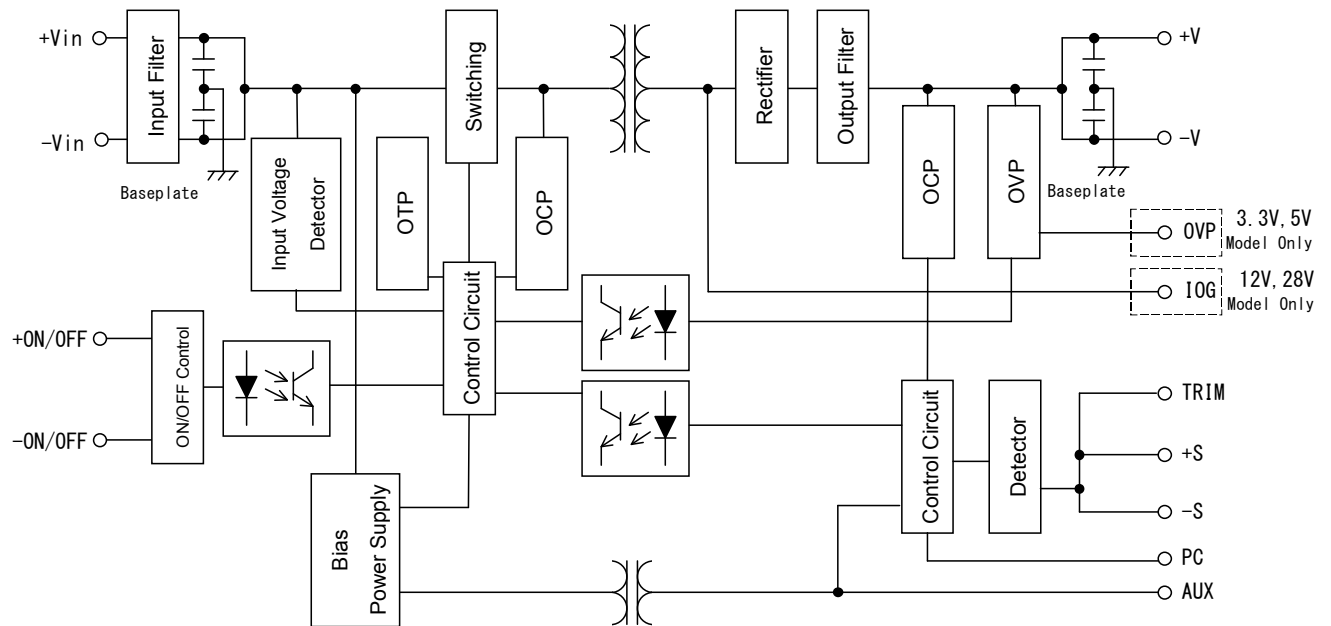 +Vin
-Vin
Input Filter
Baseplate
Input Voltage
Detector
Switching
OTP
OCP
Rectifier
Output Filter
OCP
OVP
Baseplate
+V
-V
OVP
3.3V, 5V
Model Only
IOG
12V, 28V
Model Only
+ON/OFF
-ON/OFF
ON/OFF Control
Control Circuit
Control Circuit
Detector
TRIM
+S
-S
PC
AUX
Bias
Power Supply